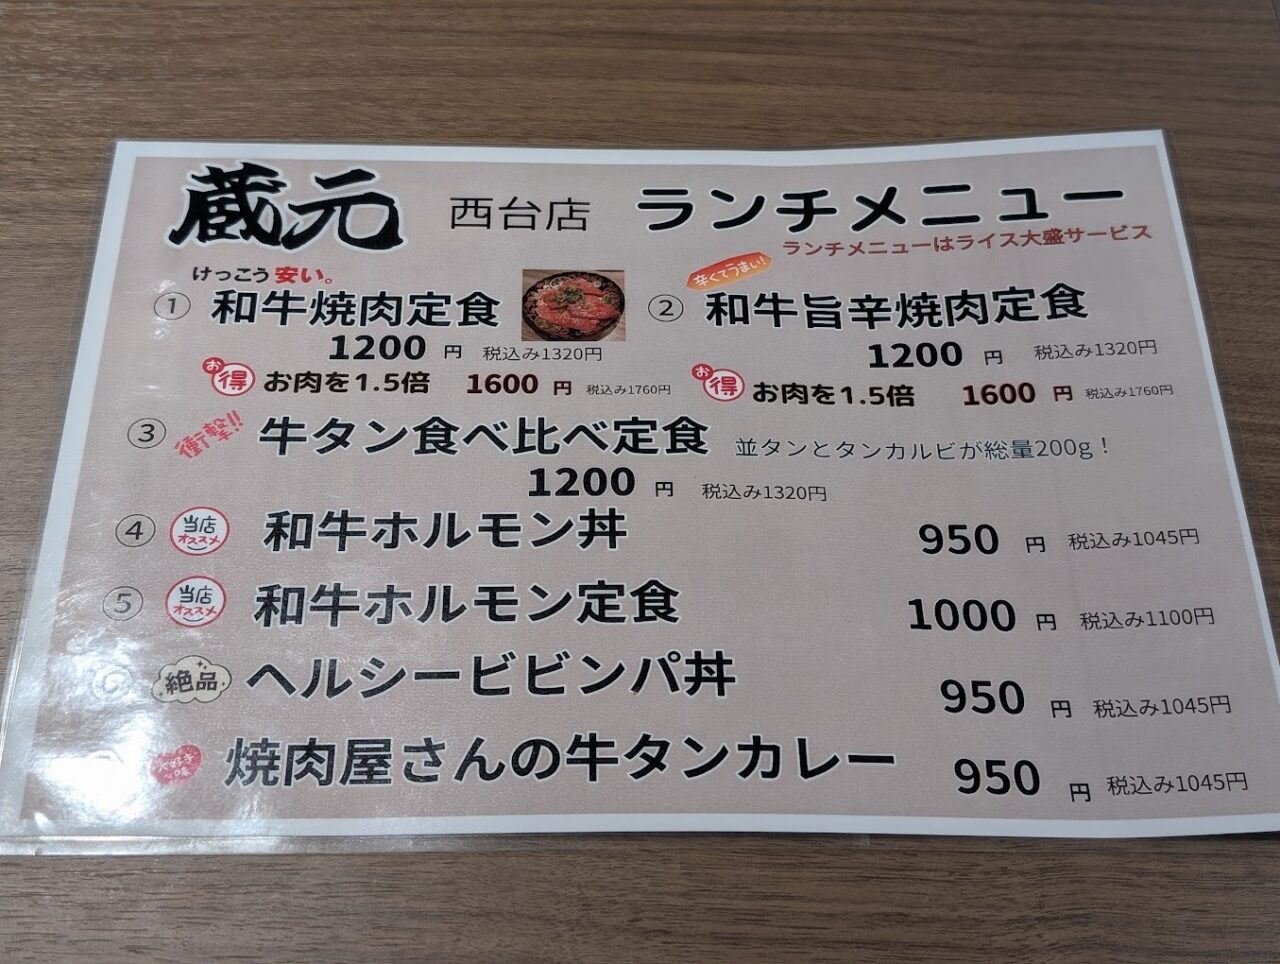 蔵元 西台店 ランチメニュー
ランチメニューはライス大盛サービス
けっこう安い。
① 和牛焼肉定食
1200 円 税込み1320円
お得 お肉を1.5倍 1600 円 税込み1760円
辛くてうまい!
② 和牛旨辛焼肉定食
1200 円 税込み1320円
お得 お肉を1.5倍 1600 円 税込み1760円
③ 衝撃!! 牛タン食べ比べ定食 並タンとタンカルビが総量200g!
1200 円 税込み1320円
④ 当店オススメ 和牛ホルモン丼 950 円 税込み1045円
⑤ 当店オススメ 和牛ホルモン定食 1000 円 税込み1100円
絶品 ヘルシービビンパ丼 950 円 税込み1045円
焼肉屋さんの牛タンカレー 950 円 税込み1045円